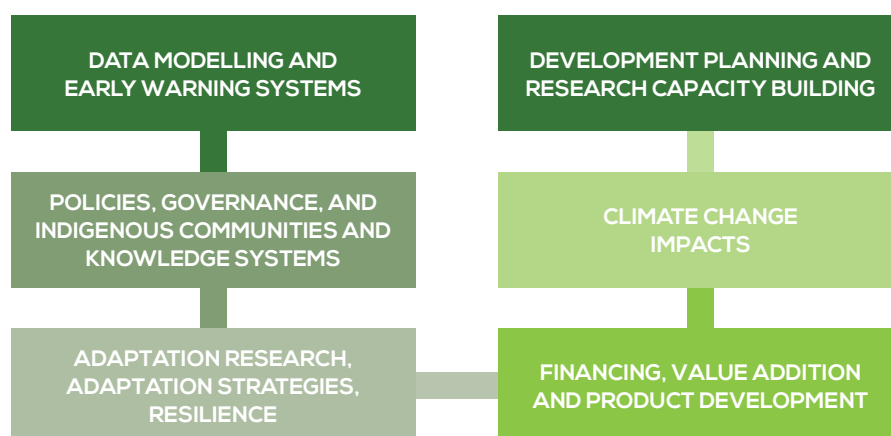 DATA MODELLING AND
EARLY WARNING SYSTEMS
POLICIES, GOVERNANCE, AND
INDIGENOUS COMMUNITIES AND
KNOWLEDGE SYSTEMS
ADAPTATION RESEARCH,
ADAPTATION STRATEGIES,
RESILIENCE
DEVELOPMENT PLANNING AND
RESEARCH CAPACITY BUILDING
CLIMATE CHANGE
IMPACTS
FINANCING, VALUE ADDITION
AND PRODUCT DEVELOPMENT